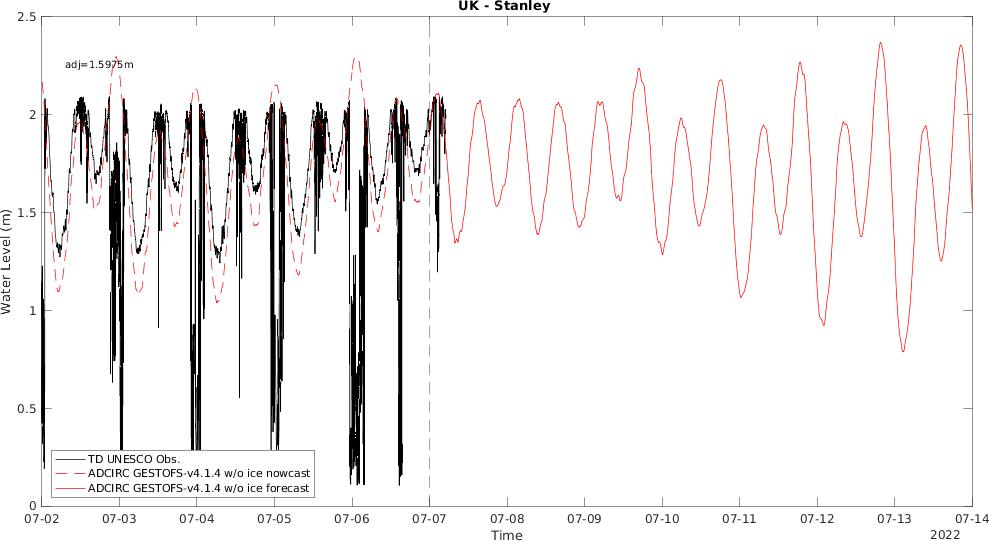 UK - Stanley
adj=1.5975m
2.5
2
1.5
1
0.5
0
Water Level (m)
TD UNESCO Obs.
ADCIRC GESTOFS-v4.1.4 w/o ice nowcast
ADCIRC GESTOFS-v4.1.4 w/o ice forecast
07-02 07-03 07-04 07-05 07-06 07-07 07-08 07-09 07-10 07-11 07-12 07-13 07-14
Time
2022